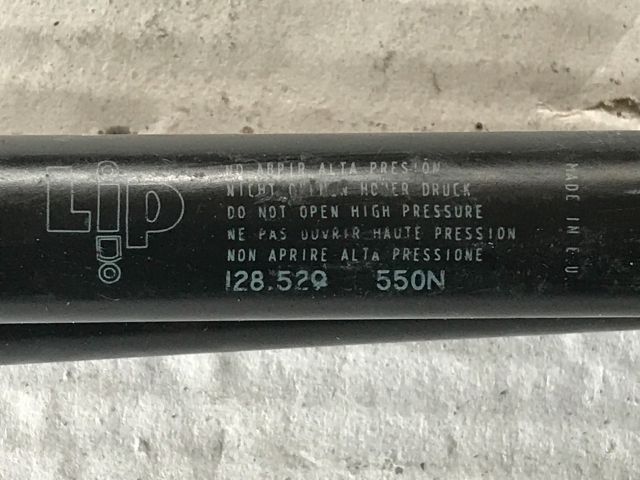 Lip
NO ABRIR ALTA PRESIÓN
NICHT HOHER DRUCK
DO NOT OPEN HIGH PRESSURE
NE PAS OUVRIR HAUTE PRESSION
NON APRIRE ALTA PRESSIONE
128.529 550N
MADE IN E.U.